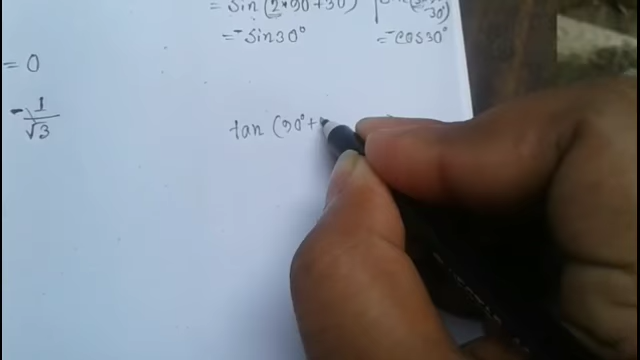 = sin (2*90°+30°)
= -sin30° = -cos30°
= 0
- 1/√3
tan (90°+